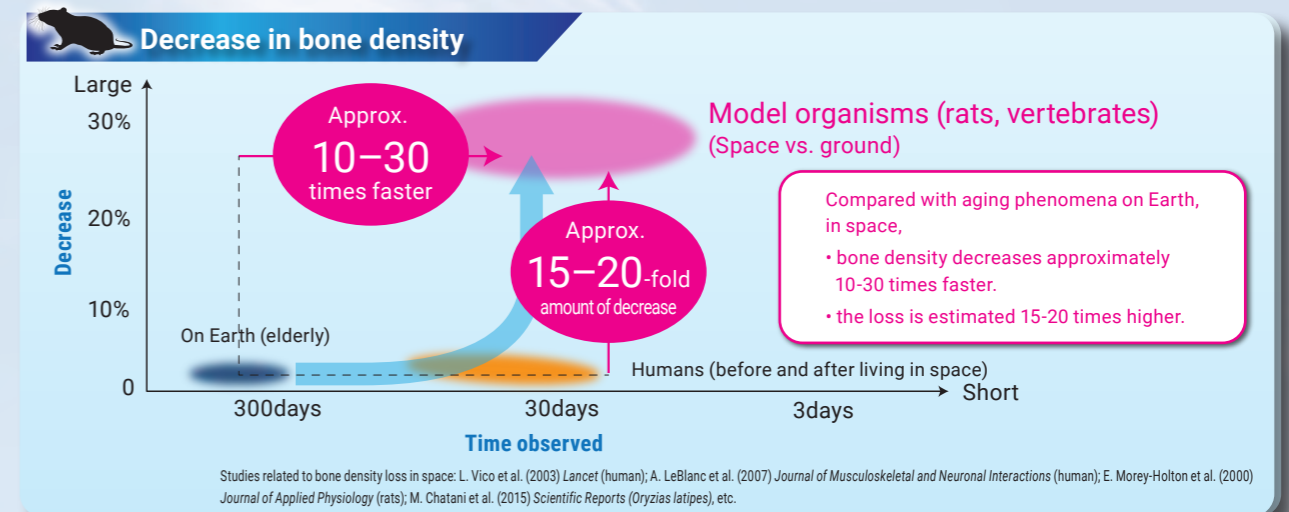 Decrease in bone density
Large
30%
20%
10%
0
Decrease
Approx.
10–30
times faster
Model organisms (rats, vertebrates)
(Space vs. ground)
Approx.
15–20-fold
amount of decrease
Compared with aging phenomena on Earth,
in space,
• bone density decreases approximately
10-30 times faster.
• the loss is estimated 15-20 times higher.
On Earth (elderly)
Humans (before and after living in space)
Short
300days
30days
3days
Time observed
Studies related to bone density loss in space: L. Vico et al. (2003) Lancet (human); A. LeBlanc et al. (2007) Journal of Musculoskeletal and Neuronal Interactions (human); E. Morey-Holton et al. (2000)
Journal of Applied Physiology (rats); M. Chatani et al. (2015) Scientific Reports (Oryzias latipes), etc.